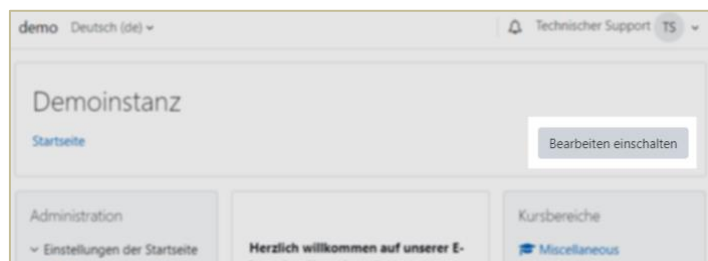 demo Deutsch (de)
Technischer Support TS
Demoinstanz
Startseite
Bearbeiten einschalten
Administration
Einstellungen der Startseite
Herzlich willkommen auf unserer E-
Kursbereiche
Miscellaneous